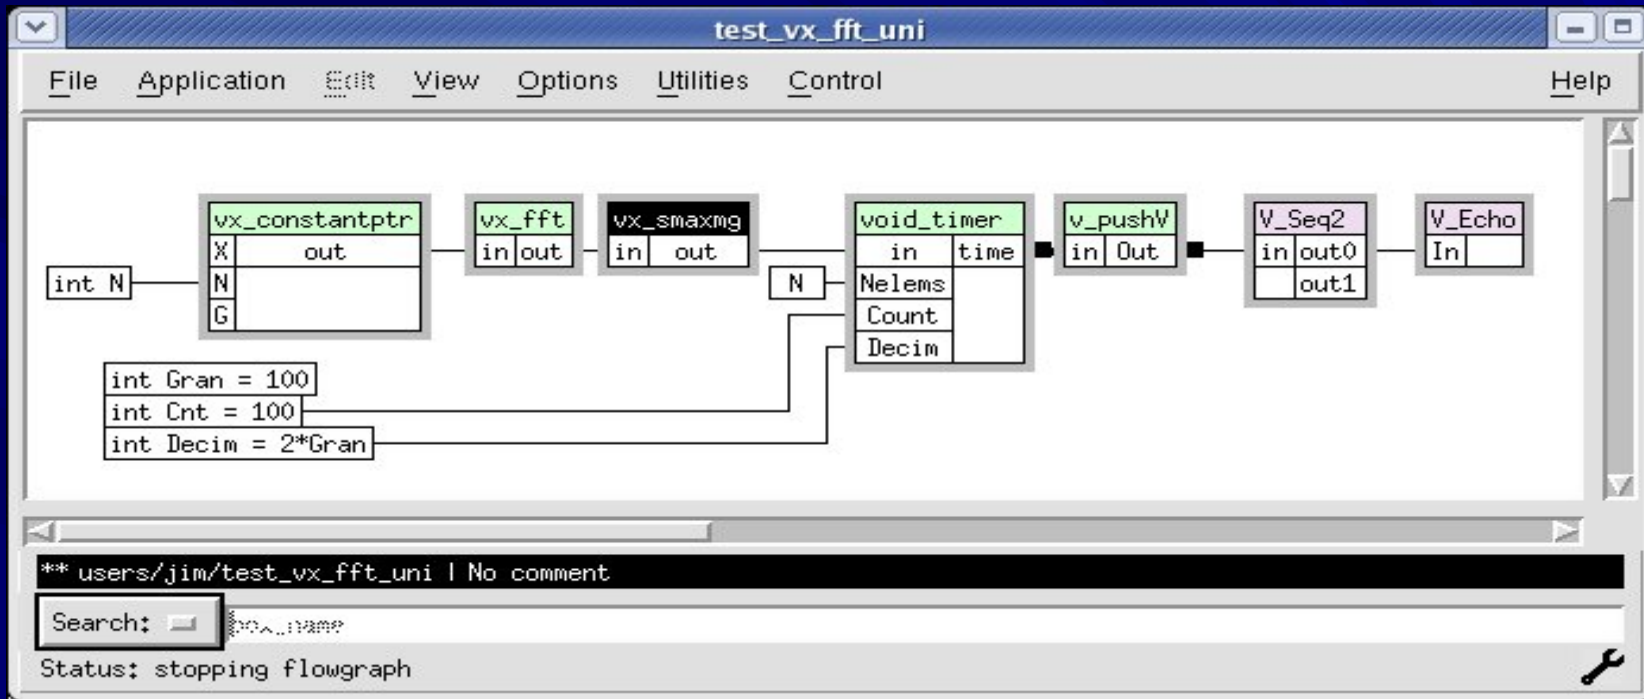 test_vx_fft_uni
File Application Edit View Options Utilities Control Help
vx_constantptr vx_fft vx_smaxmg void_timer v_pushV V_Seq2 V_Echo
X out in out in out in time in Out in out0 In
int N N N Nelems out1
G Count
Decim
int Gran = 100
int Cnt = 100
int Decim = 2*Gran
** users/jim/test_vx_fft_uni | No comment
Search: box_name
Status: stopping flowgraph